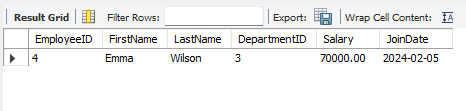 Result Grid Filter Rows: Export: Wrap Cell Content: IA
EmployeeID FirstName LastName DepartmentID Salary JoinDate
4 Emma Wilson 3 70000.00 2024-02-05